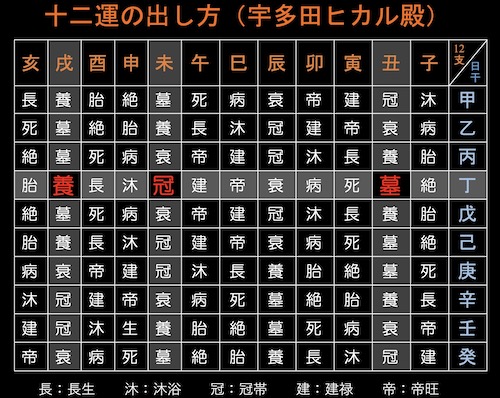 十二運の出し方（宇多田ヒカル殿）
亥 戌 酉 申 未 午 巳 辰 卯 寅 丑 子 12支 日干
長 養 胎 絶 墓 死 病 衰 帝 建 冠 沐 甲
死 墓 絶 胎 養 長 沐 冠 建 帝 衰 病 乙
絶 墓 死 病 衰 帝 建 冠 沐 長 養 胎 丙
胎 養 長 沐 冠 建 帝 衰 病 死 墓 絶 丁
絶 墓 死 病 衰 帝 建 冠 沐 長 養 胎 戊
胎 養 長 沐 冠 建 帝 衰 病 死 墓 絶 己
病 衰 帝 建 冠 沐 長 養 胎 絶 墓 死 庚
沐 冠 建 帝 衰 病 死 墓 絶 胎 養 長 辛
建 冠 沐 生 養 胎 絶 墓 死 病 衰 帝 壬
帝 衰 病 死 墓 絶 胎 養 長 沐 冠 建 癸
長：長生 沐：沐浴 冠：冠帯 建：建禄 帝：帝旺